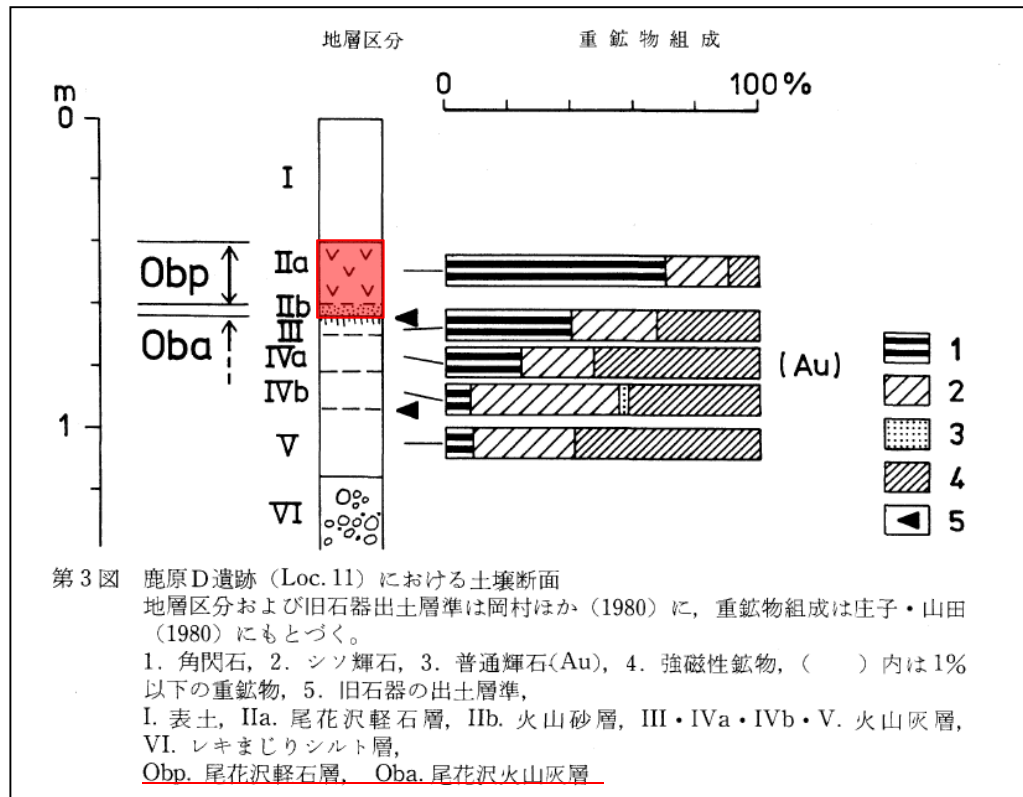 地層区分　重鉱物組成
0　100%
m
0
I
Obp　IIa
IIb
Oba　III
IVa　(Au)
IVb
1　V
VI
1
2
3
4
5
第3図　鹿原D遺跡（Loc. 11）における土壌断面
地層区分および旧石器出土層準は岡村ほか（1980）に，重鉱物組成は庄子・山田
（1980）にもとづく。
1．角閃石，2．シソ輝石，3．普通輝石(Au)，4．強磁性鉱物，（　）内は1%
以下の重鉱物，5．旧石器の出土層準，
I. 表土，IIa. 尾花沢軽石層，IIb. 火山砂層，III・IVa・IVb・V. 火山灰層，
VI. レキまじりシルト層，
Obp. 尾花沢軽石層，　Oba. 尾花沢火山灰層